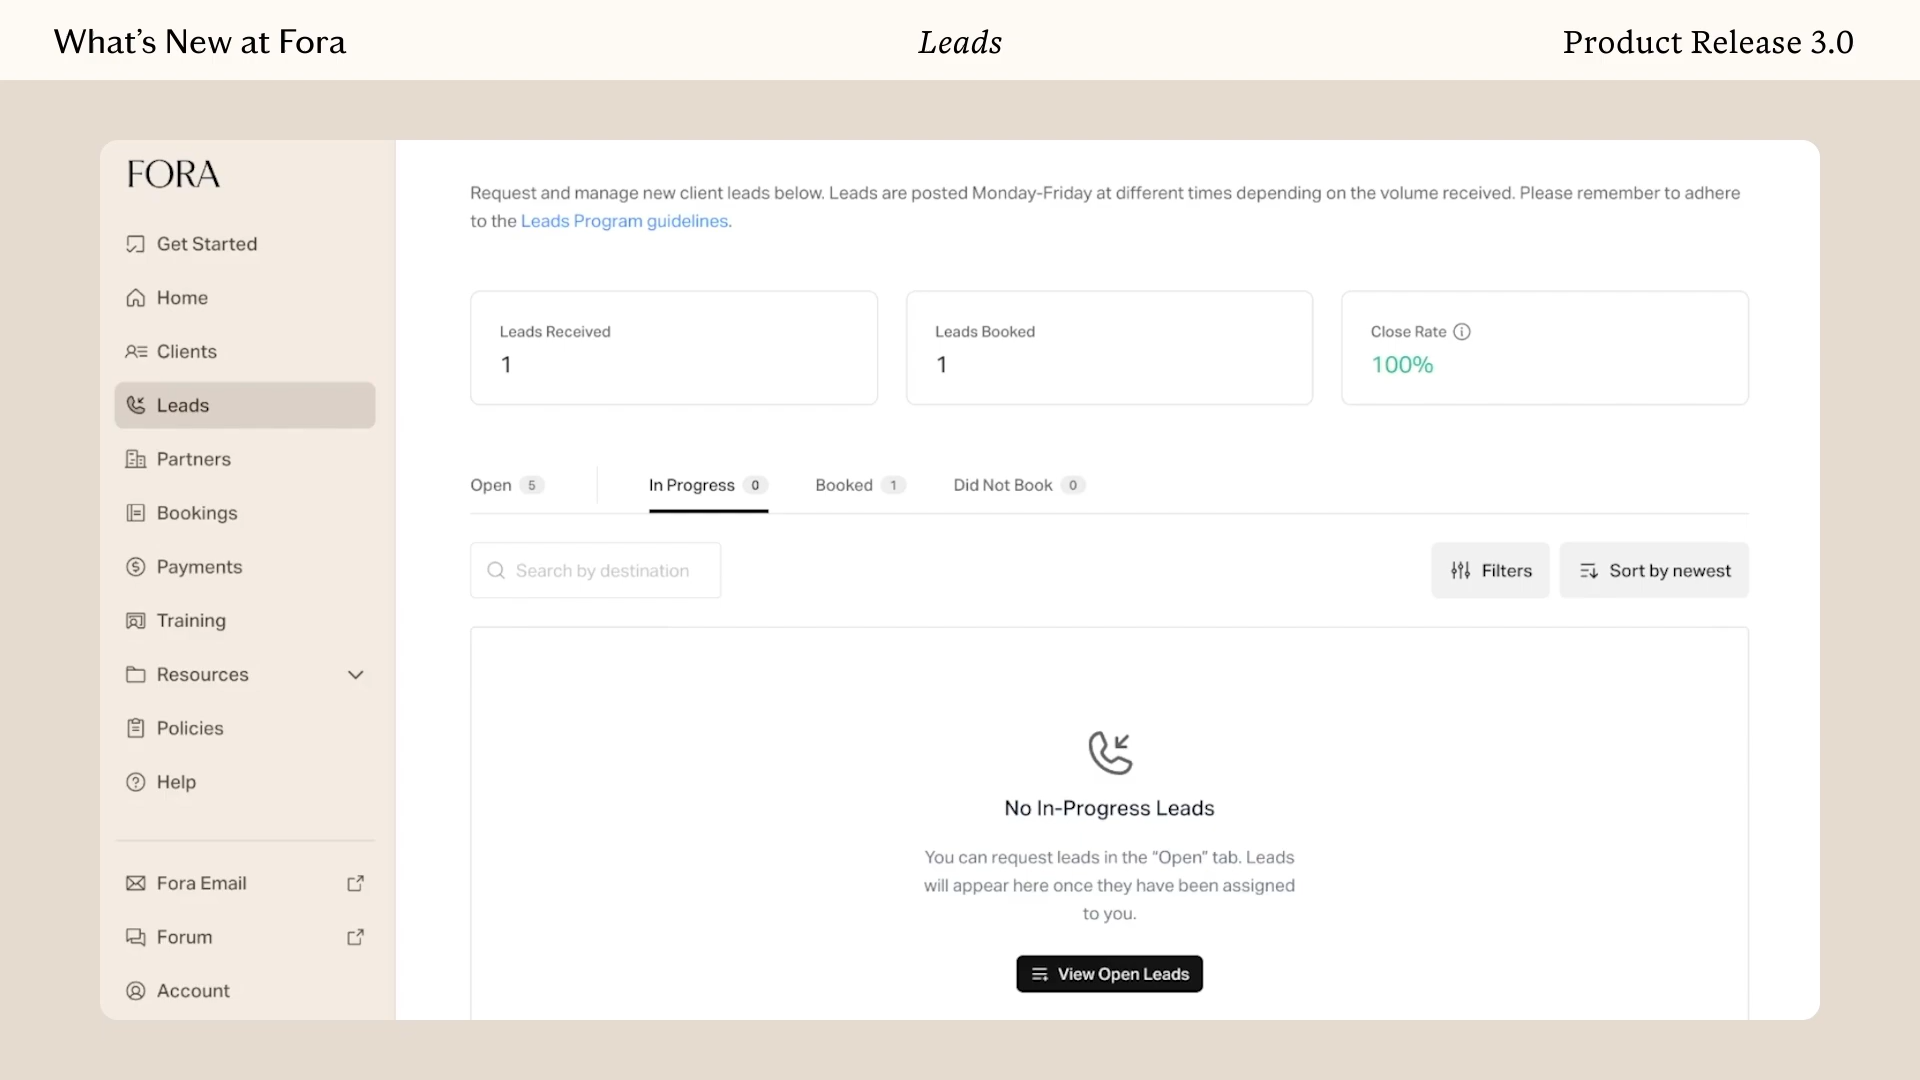 What's New at Fora
Leads
Product Release 3.0
FORA
Get Started
Home
Clients
Leads
Partners
Bookings
Payments
Training
Resources
Policies
Help
Fora Email
Forum
Account
Request and manage new client leads below. Leads are posted Monday-Friday at different times depending on the volume received. Please remember to adhere
to the Leads Program guidelines.
Leads Received
1
Leads Booked
1
Close Rate
100%
Open 5
In Progress 0
Booked 1
Did Not Book 0
Search by destination
Filters
Sort by newest
No In-Progress Leads
You can request leads in the “Open” tab. Leads
will appear here once they have been assigned
to you.
View Open Leads